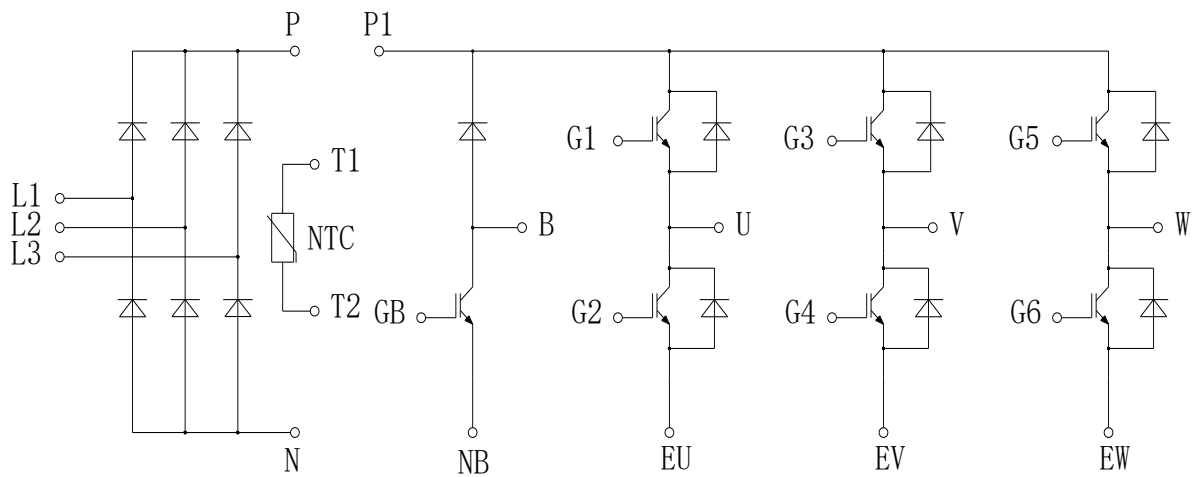 P P1
T1
G1 G3 G5
L1
L2 NTC B U V W
L3
T2 GB G2 G4 G6
N NB EU EV EW